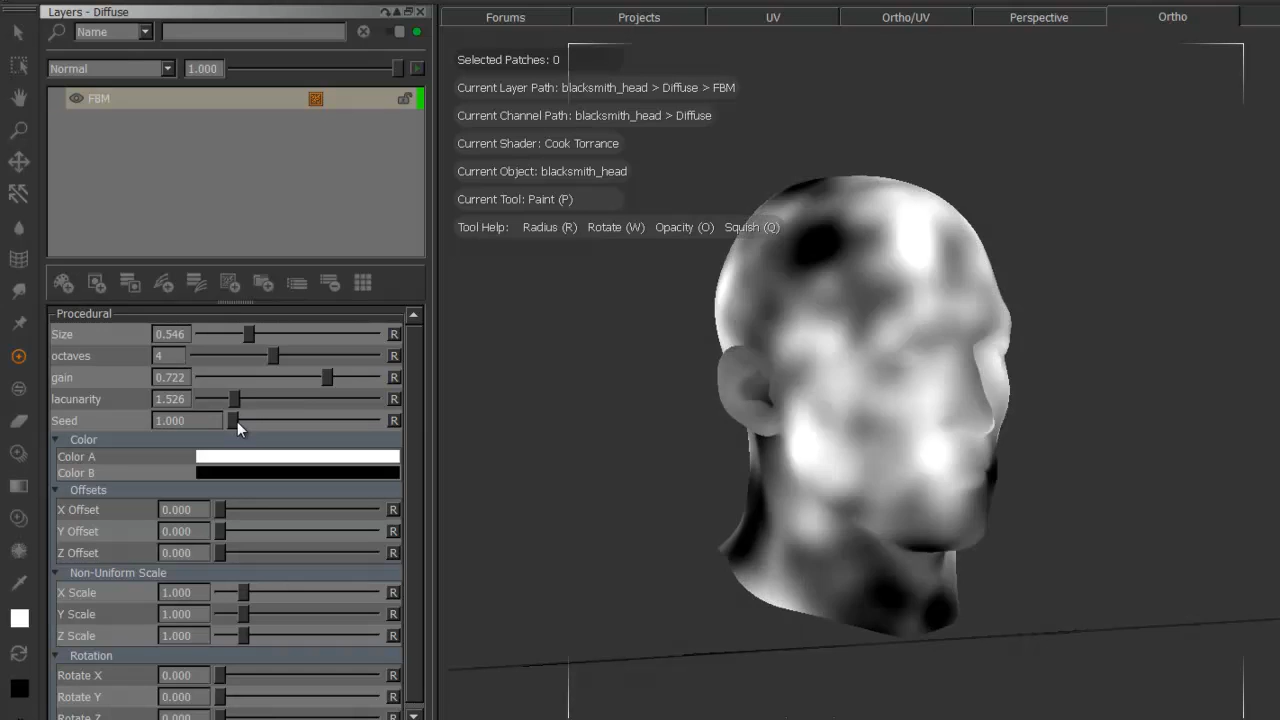 Layers - Diffuse
Forums
Projects
UV
Ortho/UV
Perspective
Ortho
Name
Normal
1.000
FBM
Selected Patches: 0
Current Layer Path: blacksmith_head > Diffuse > FBM
Current Channel Path: blacksmith_head > Diffuse
Current Shader: Cook Torrance
Current Object: blacksmith_head
Current Tool: Paint (P)
Tool Help: Radius (R) Rotate (W) Opacity (O) Squish (Q)
Procedural
Size 0.546 R
octaves 4 R
gain 0.722 R
lacunarity 1.526 R
Seed 1.000 R
Color
Color A
Color B
Offsets
X Offset 0.000 R
Y Offset 0.000 R
Z Offset 0.000 R
Non-Uniform Scale
X Scale 1.000 R
Y Scale 1.000 R
Z Scale 1.000 R
Rotation
Rotate X 0.000 R
Rotate Y 0.000 R
Rotate Z 0.000 R